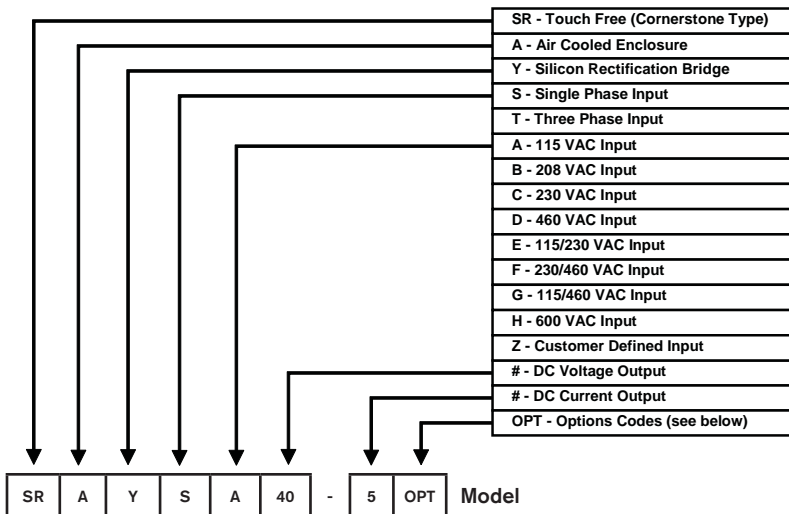 SR - Touch Free (Cornerstone Type)
A - Air Cooled Enclosure
Y - Silicon Rectification Bridge
S - Single Phase Input
T - Three Phase Input
A - 115 VAC Input
B - 208 VAC Input
C - 230 VAC Input
D - 460 VAC Input
E - 115/230 VAC Input
F - 230/460 VAC Input
G - 115/460 VAC Input
H - 600 VAC Input
Z - Customer Defined Input
# - DC Voltage Output
# - DC Current Output
OPT - Options Codes (see below)
SR A Y S A 40 - 5 OPT Model